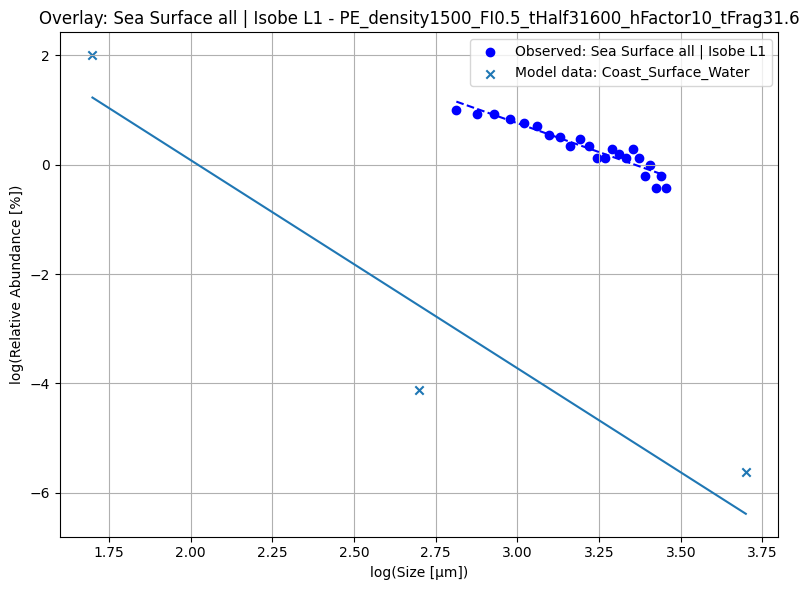 Overlay: Sea Surface all | Isobe L1 - PE_density1500_FI0.5_tHalf31600_hFactor10_tFrag31.6
Observed: Sea Surface all | Isobe L1
Model data: Coast_Surface_Water
log(Relative Abundance [%])
2
0
−2
−4
−6
1.75
2.00
2.25
2.50
2.75
3.00
3.25
3.50
3.75
log(Size [μm])